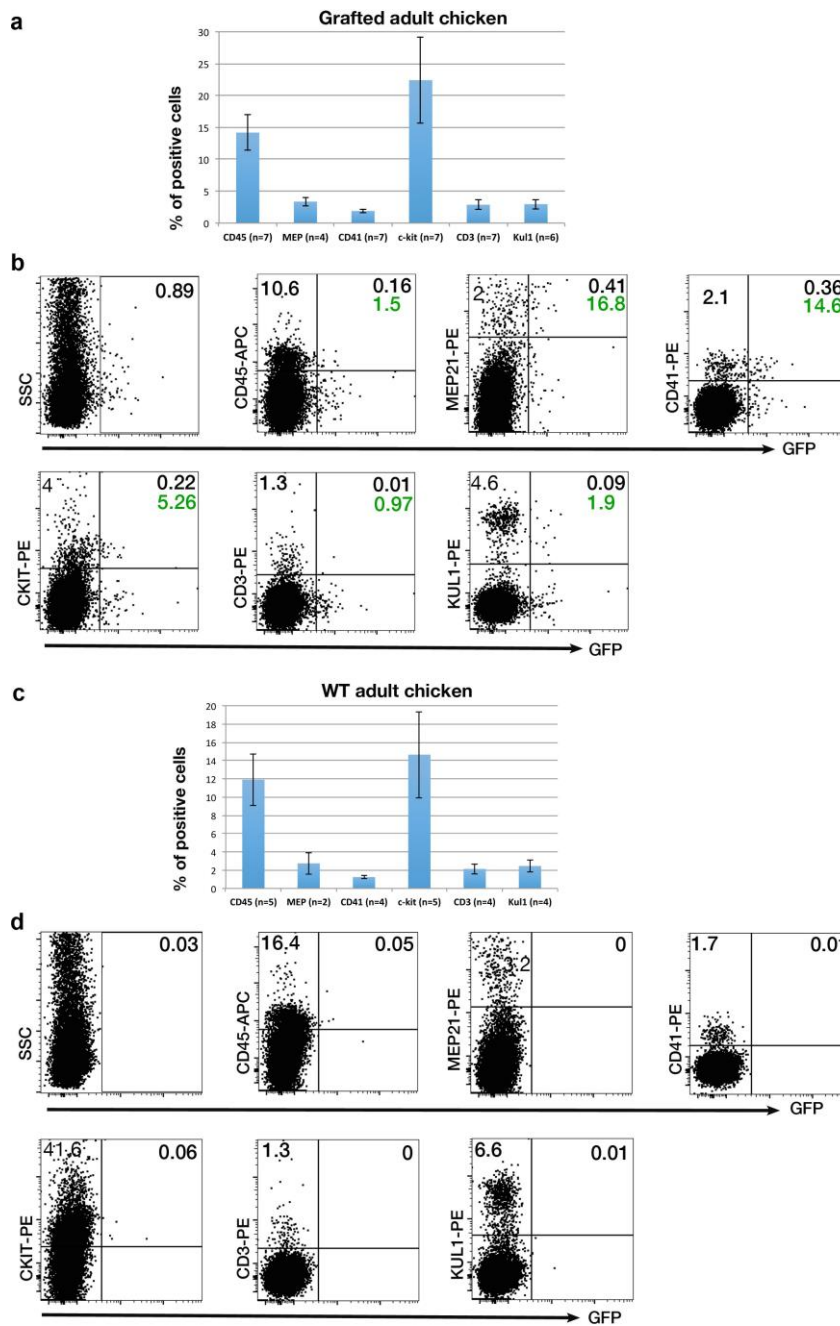 a
Grafted adult chicken
% of positive cells
30
25
20
15
10
5
0
CD45 (n=7) MEP (n=4) CD41 (n=7) c-kit (n=7) CD3 (n=7) Kul1 (n=6)
b
SSC
0.89
CD45-APC
10.6
0.16
1.5
MEP21-PE
2
0.41
16.8
CD41-PE
2.1
0.36
14.6
GFP
CKIT-PE
4
0.22
5.26
CD3-PE
1.3
0.01
0.97
KUL1-PE
4.6
0.09
1.9
GFP
c
WT adult chicken
% of positive cells
20
18
16
14
12
10
8
6
4
2
0
CD45 (n=5) MEP (n=2) CD41 (n=4) c-kit (n=5) CD3 (n=4) Kul1 (n=4)
d
SSC
0.03
CD45-APC
16.4
0.05
MEP21-PE
0
CD41-PE
1.7
0.01
GFP
CKIT-PE
41.6
0.06
CD3-PE
1.3
0
KUL1-PE
6.6
0.01
GFP